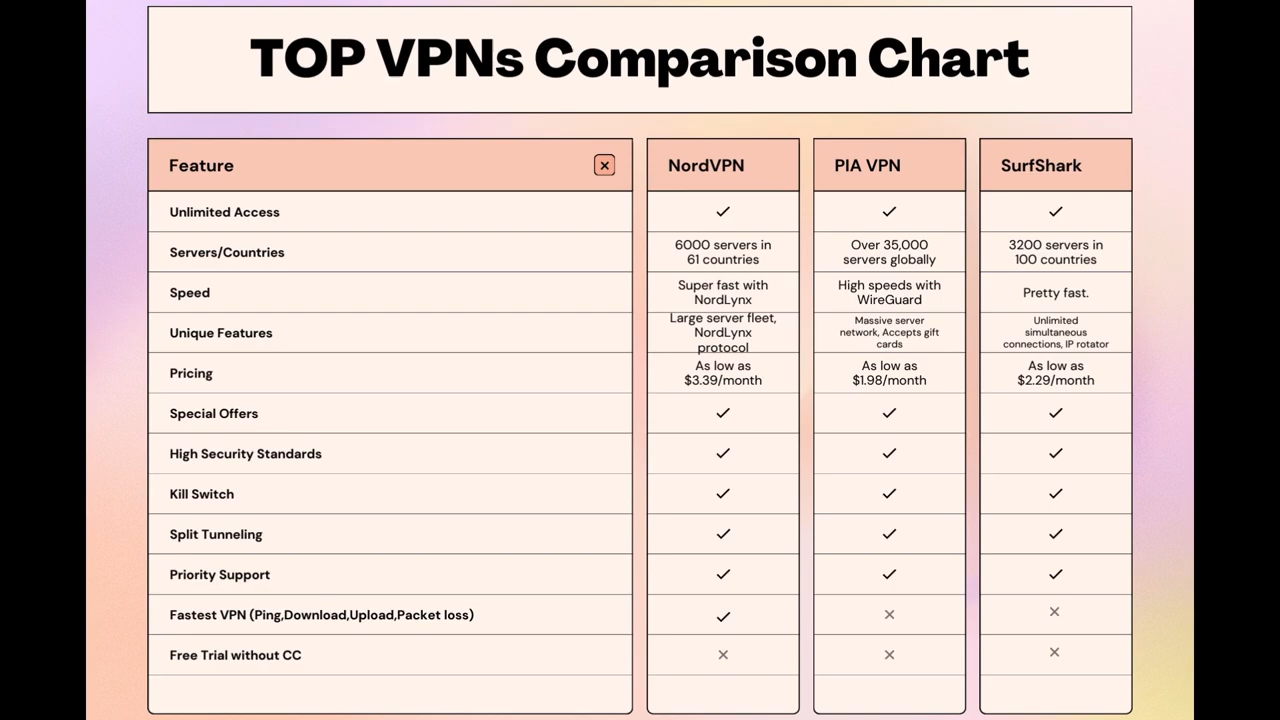 TOP VPNs Comparison Chart
Feature
NordVPN
PIA VPN
SurfShark
Unlimited Access
✓
✓
✓
Servers/Countries
6000 servers in
61 countries
Over 35,000
servers globally
3200 servers in
100 countries
Speed
Super fast with
NordLynx
High speeds with
WireGuard
Pretty fast.
Unique Features
Large server fleet,
NordLynx
protocol
Massive server
network, Accepts gift
cards
Unlimited
simultaneous
connections, IP rotator
Pricing
As low as
$3.39/month
As low as
$1.98/month
As low as
$2.29/month
Special Offers
✓
✓
✓
High Security Standards
✓
✓
✓
Kill Switch
✓
✓
✓
Split Tunneling
✓
✓
✓
Priority Support
✓
✓
✓
Fastest VPN (Ping,Download,Upload,Packet loss)
✓
✕
✕
Free Trial without CC
✕
✕
✕